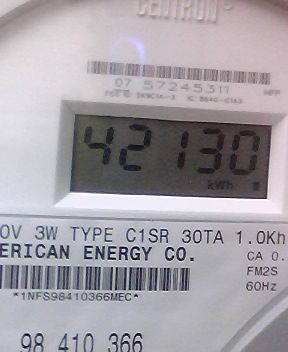 CENTRON
07 57245311
42130
kWh
0V 3W TYPE C1SR 30TA 1.0Kh
ERICAN ENERGY CO.
CA 0.
FM2S
60Hz
*1NFS98410366MEC*
98 410 366